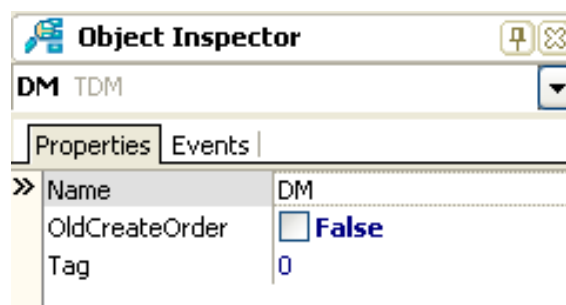 Object Inspector
DM TDM
Properties Events
Name DM
OldCreateOrder False
Tag 0